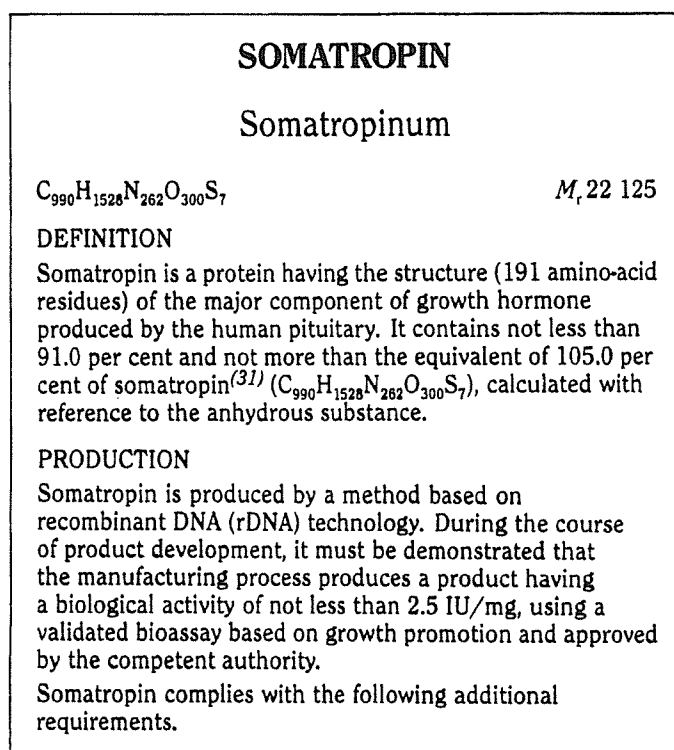 SOMATROPIN
Somatropinum
C₉₉₀H₁₅₂₈N₂₆₂O₃₀₀S₇ Mᵣ 22 125
DEFINITION
Somatropin is a protein having the structure (191 amino-acid
residues) of the major component of growth hormone
produced by the human pituitary. It contains not less than
91.0 per cent and not more than the equivalent of 105.0 per
cent of somatropin⁽³¹⁾ (C₉₉₀H₁₅₂₈N₂₆₂O₃₀₀S₇), calculated with
reference to the anhydrous substance.
PRODUCTION
Somatropin is produced by a method based on
recombinant DNA (rDNA) technology. During the course
of product development, it must be demonstrated that
the manufacturing process produces a product having
a biological activity of not less than 2.5 IU/mg, using a
validated bioassay based on growth promotion and approved
by the competent authority.
Somatropin complies with the following additional
requirements.